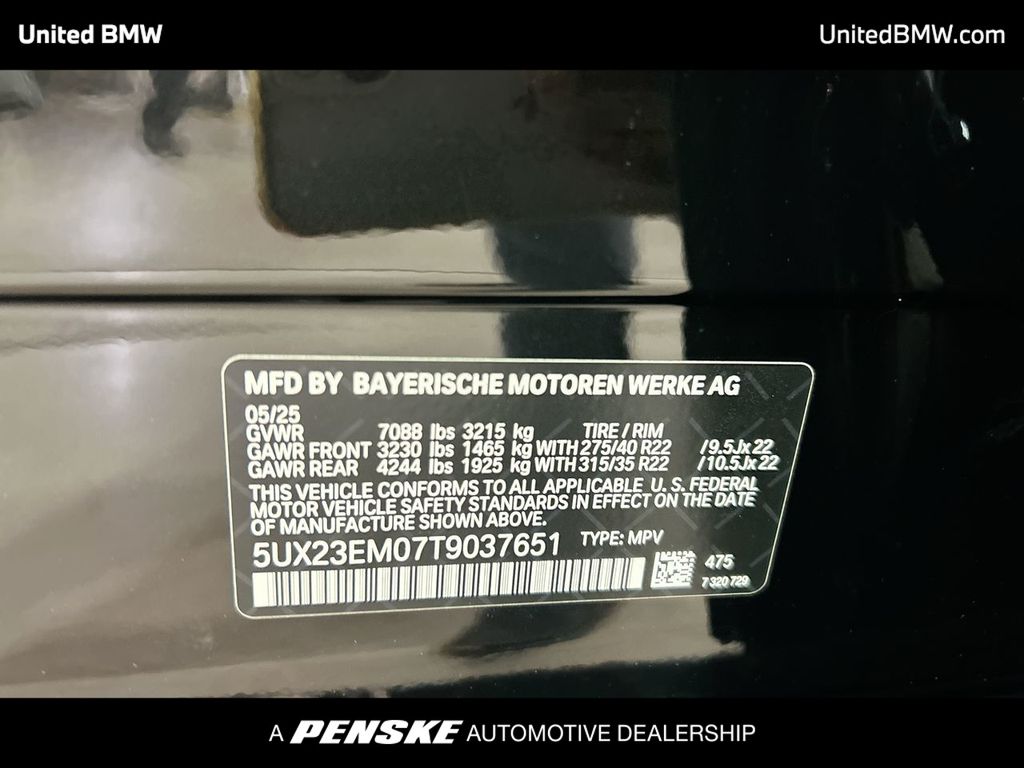 United BMW
UnitedBMW.com
MFD BY BAYERISCHE MOTOREN WERKE AG
05/25
GVWR 7088 lbs 3215 kg TIRE / RIM
GAWR FRONT 3230 lbs 1465 kg WITH 275/40 R22 /9.5Jx22
GAWR REAR 4244 lbs 1925 kg WITH 315/35 R22 /10.5Jx22
THIS VEHICLE CONFORMS TO ALL APPLICABLE U.S. FEDERAL
MOTOR VEHICLE SAFETY STANDARDS IN EFFECT ON THE DATE
OF MANUFACTURE SHOWN ABOVE.
5UX23EM07T9037651 TYPE: MPV
475
7320729
A PENSKE AUTOMOTIVE DEALERSHIP